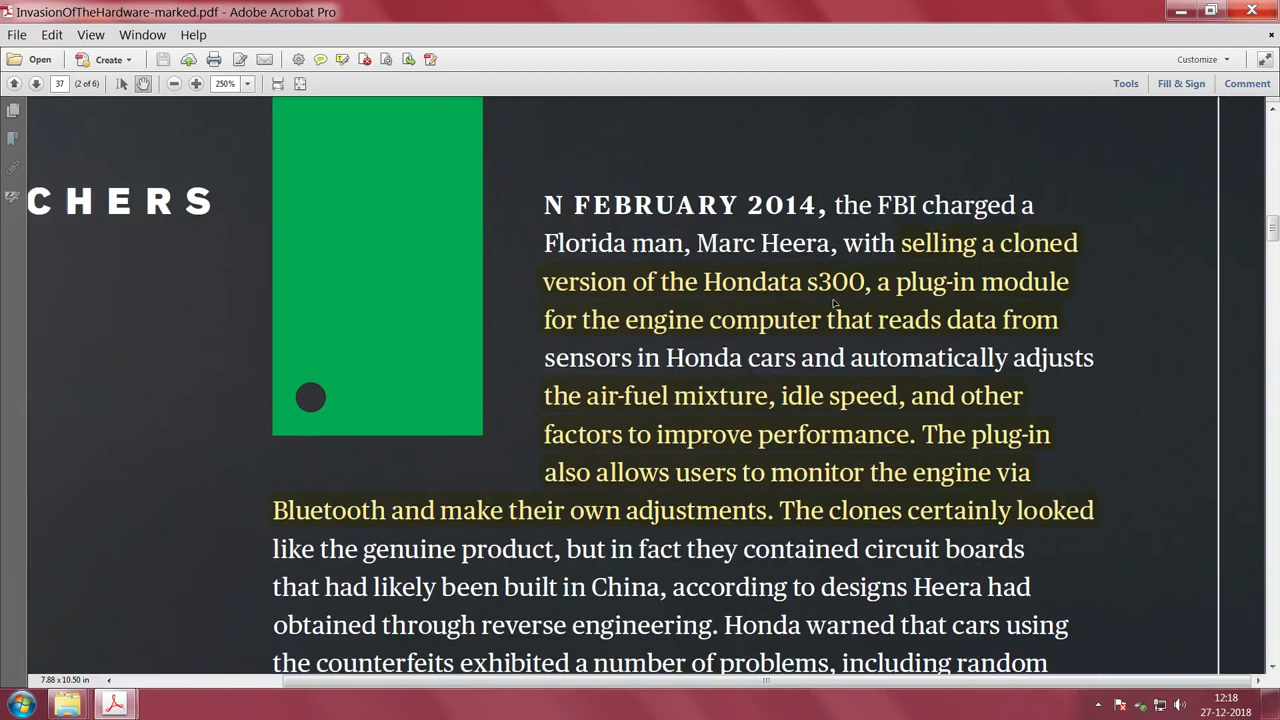 InvasionOfTheHardware-marked.pdf - Adobe Acrobat Pro
File Edit View Window Help
Open Create Customize
37 (2 of 6) 250% Tools Fill & Sign Comment
CHERS
N FEBRUARY 2014, the FBI charged a
Florida man, Marc Heera, with selling a cloned
version of the Hondata s300, a plug-in module
for the engine computer that reads data from
sensors in Honda cars and automatically adjusts
the air-fuel mixture, idle speed, and other
factors to improve performance. The plug-in
also allows users to monitor the engine via
Bluetooth and make their own adjustments. The clones certainly looked
like the genuine product, but in fact they contained circuit boards
that had likely been built in China, according to designs Heera had
obtained through reverse engineering. Honda warned that cars using
the counterfeits exhibited a number of problems, including random
7.88 x 10.50 in
12:18
27-12-2018